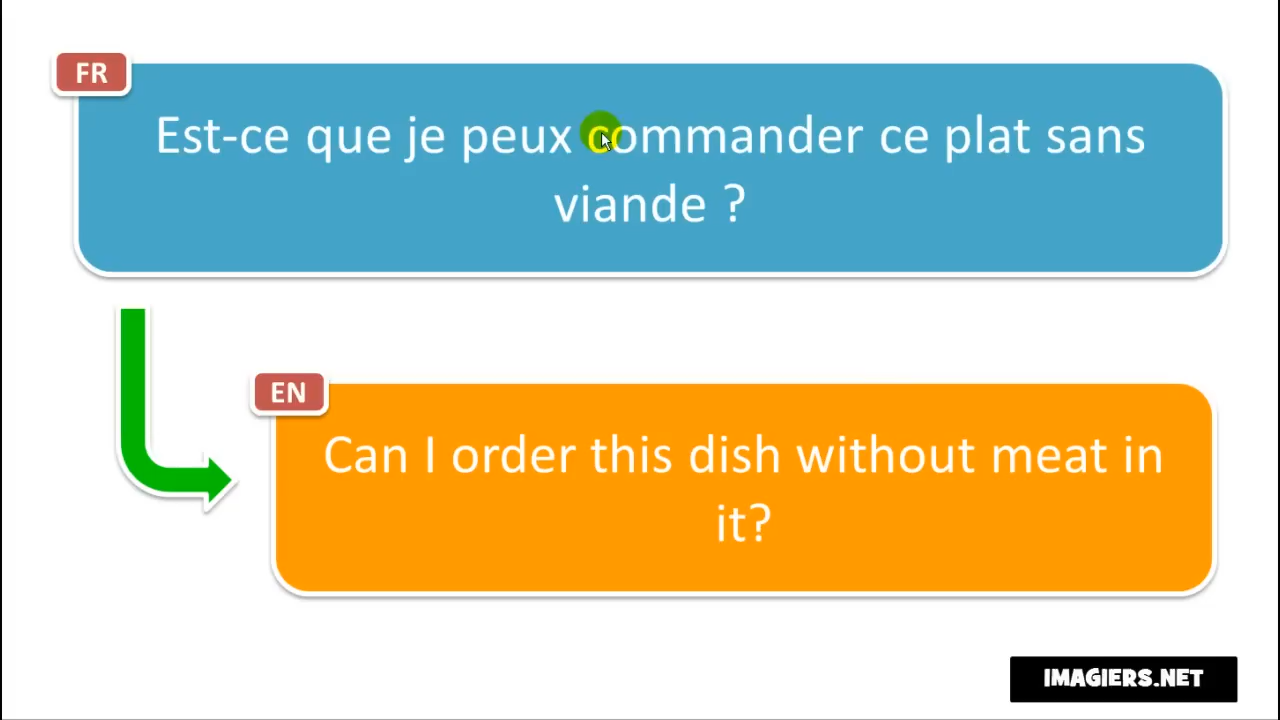 FR
Est-ce que je peux commander ce plat sans
viande ?
EN
Can I order this dish without meat in
it?
IMAGIERS.NET